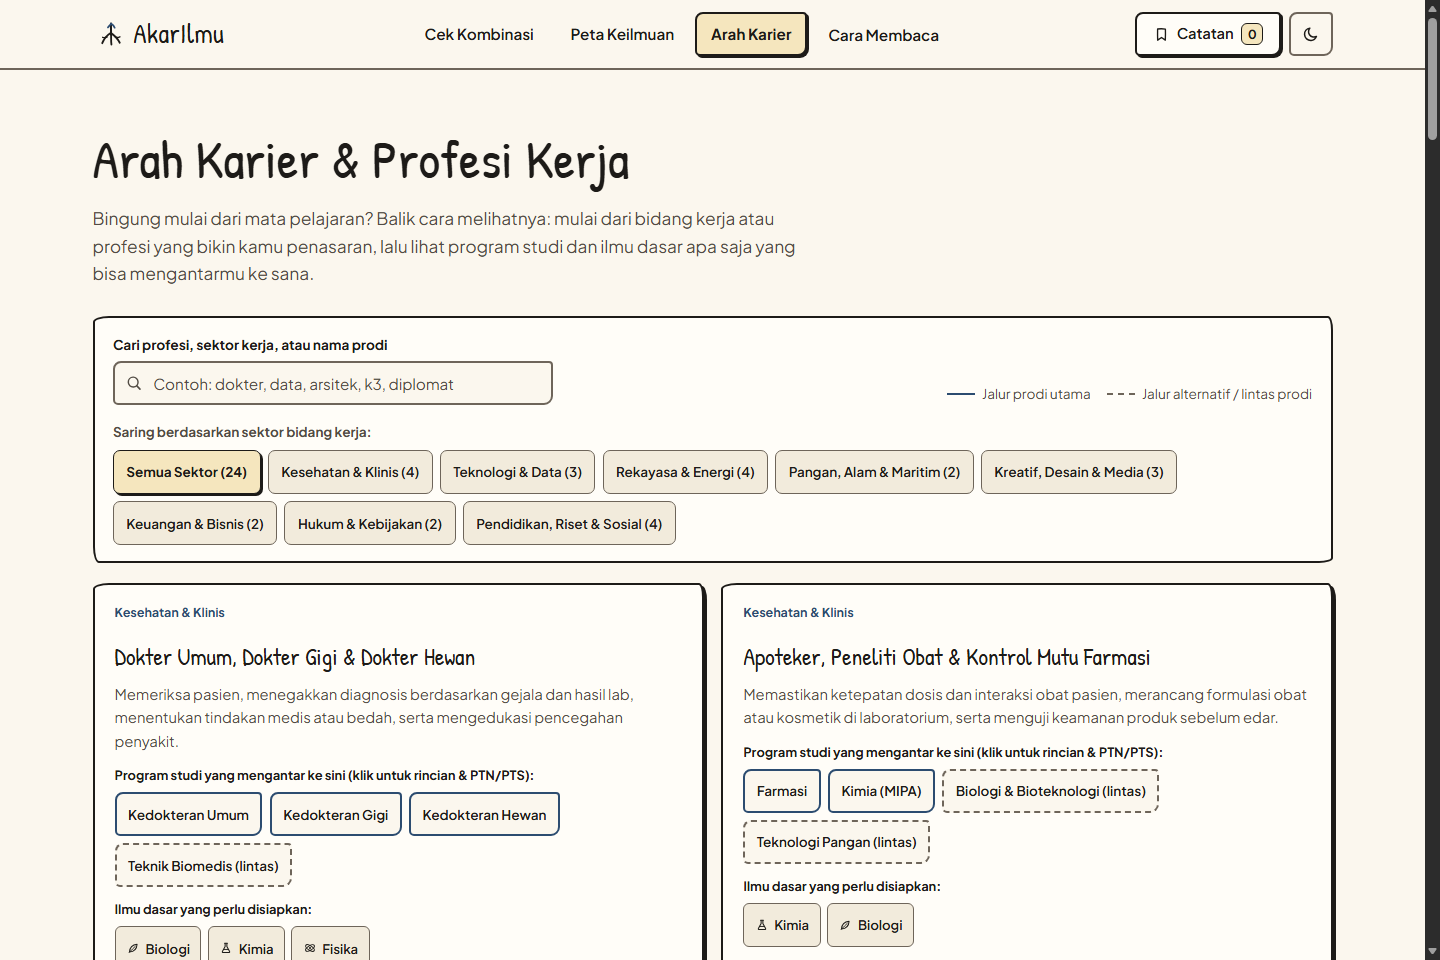 AkarIlmu
Cek Kombinasi
Peta Keilmuan
Arah Karier
Cara Membaca
Catatan 0
Arah Karier & Profesi Kerja
Bingung mulai dari mata pelajaran? Balik cara melihatnya: mulai dari bidang kerja atau
profesi yang bikin kamu penasaran, lalu lihat program studi dan ilmu dasar apa saja yang
bisa mengantarmu ke sana.
Cari profesi, sektor kerja, atau nama prodi
Contoh: dokter, data, arsitek, k3, diplomat
Jalur prodi utama
Jalur alternatif / lintas prodi
Saring berdasarkan sektor bidang kerja:
Semua Sektor (24)
Kesehatan & Klinis (4)
Teknologi & Data (3)
Rekayasa & Energi (4)
Pangan, Alam & Maritim (2)
Kreatif, Desain & Media (3)
Keuangan & Bisnis (2)
Hukum & Kebijakan (2)
Pendidikan, Riset & Sosial (4)
Kesehatan & Klinis
Dokter Umum, Dokter Gigi & Dokter Hewan
Memeriksa pasien, menegakkan diagnosis berdasarkan gejala dan hasil lab,
menentukan tindakan medis atau bedah, serta mengedukasi pencegahan
penyakit.
Program studi yang mengantar ke sini (klik untuk rincian & PTN/PTS):
Kedokteran Umum
Kedokteran Gigi
Kedokteran Hewan
Teknik Biomedis (lintas)
Ilmu dasar yang perlu disiapkan:
Biologi
Kimia
Fisika
Kesehatan & Klinis
Apoteker, Peneliti Obat & Kontrol Mutu Farmasi
Memastikan ketepatan dosis dan interaksi obat pasien, merancang formulasi obat
atau kosmetik di laboratorium, serta menguji keamanan produk sebelum edar.
Program studi yang mengantar ke sini (klik untuk rincian & PTN/PTS):
Farmasi
Kimia (MIPA)
Biologi & Bioteknologi (lintas)
Teknologi Pangan (lintas)
Ilmu dasar yang perlu disiapkan:
Kimia
Biologi